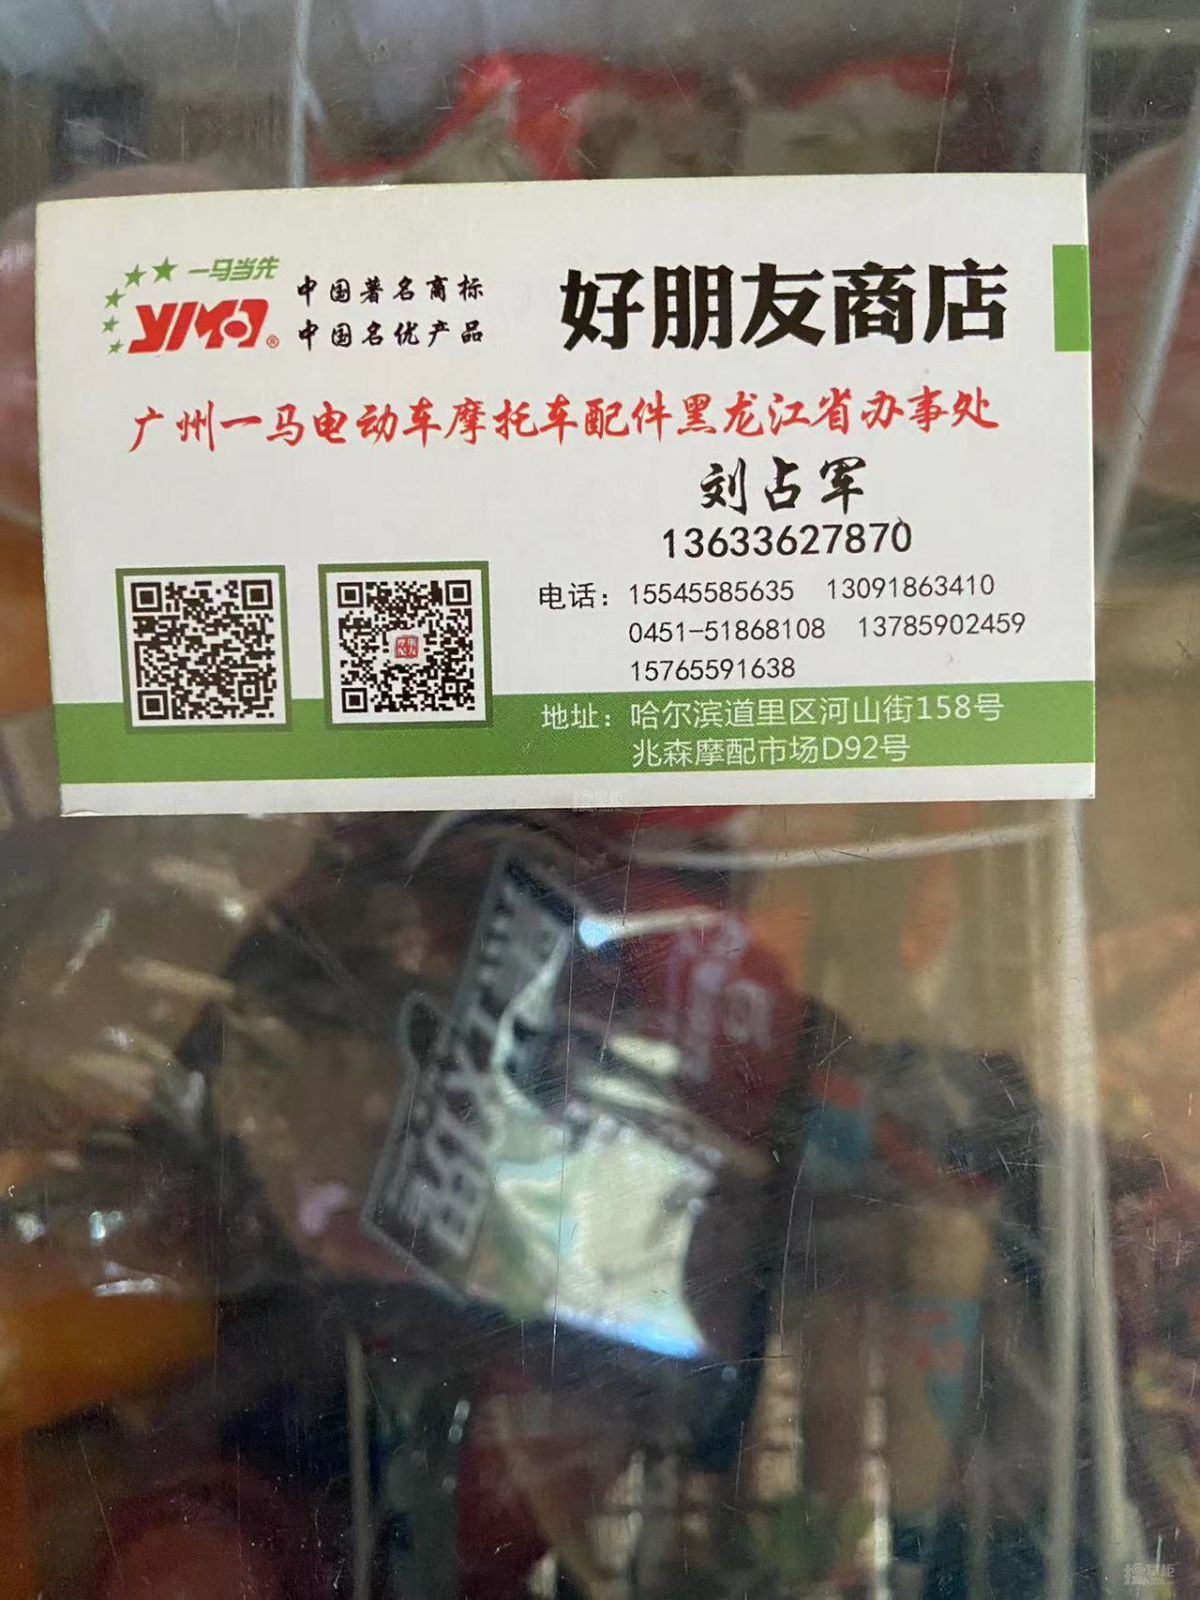 一马当先
YIMA®
中国著名商标
中国名优产品
好朋友商店
广州一马电动车摩托车配件黑龙江省办事处
刘占军
13633627870
电话：15545585635 13091863410
0451-51868108 13785902459
15765591638
地址：哈尔滨道里区河山街158号
兆森摩配市场D92号